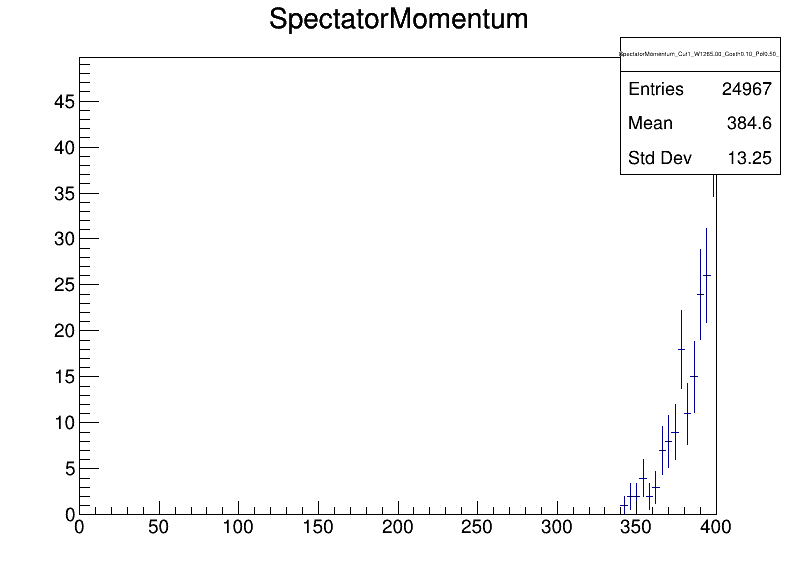 SpectatorMomentum
SpectatorMomentum_Cut1_W1265.00_Costh0.10_Pol0.50_
Entries 24967
Mean 384.6
Std Dev 13.25
45
40
35
30
25
20
15
10
5
0
0 50 100 150 200 250 300 350 400